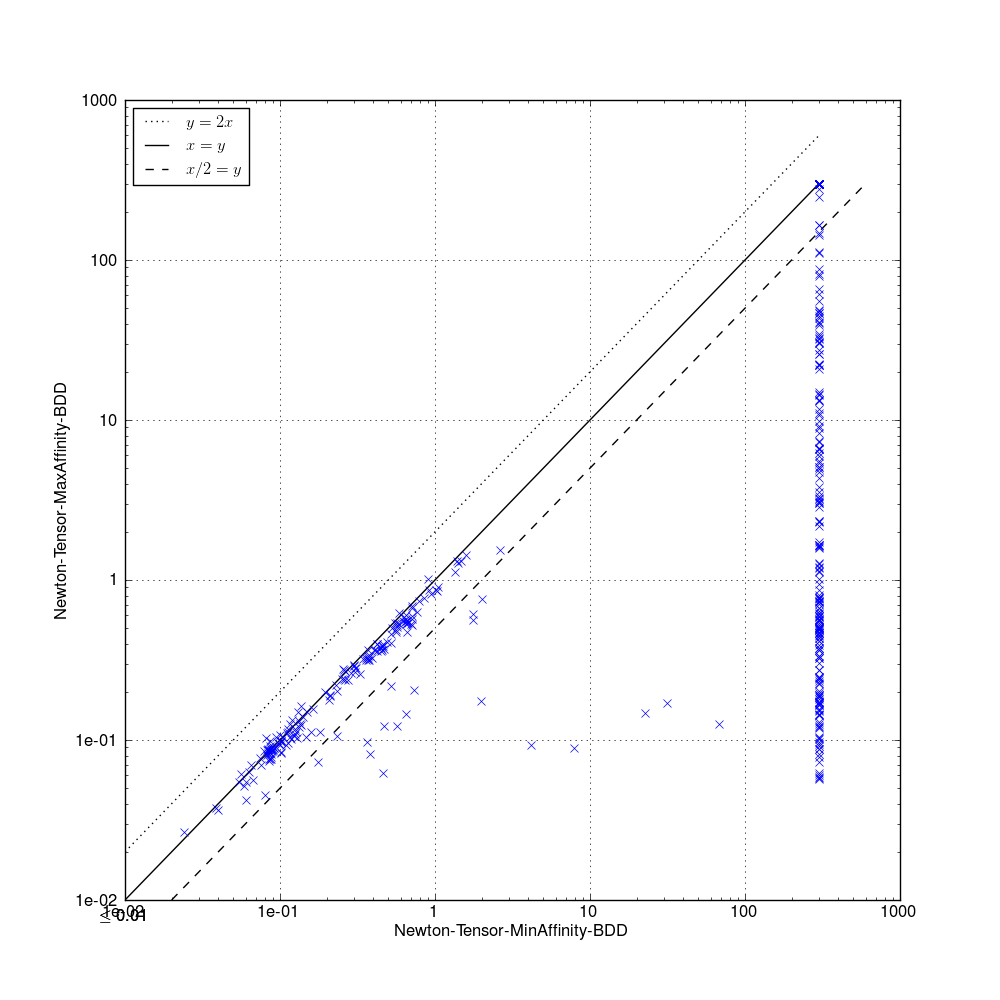 1000
y = 2x
x = y
x/2 = y
100
10
1
1e-01
1e-02
Newton-Tensor-MaxAffinity-BDD
1e-01
1
10
100
1000
Newton-Tensor-MinAffinity-BDD